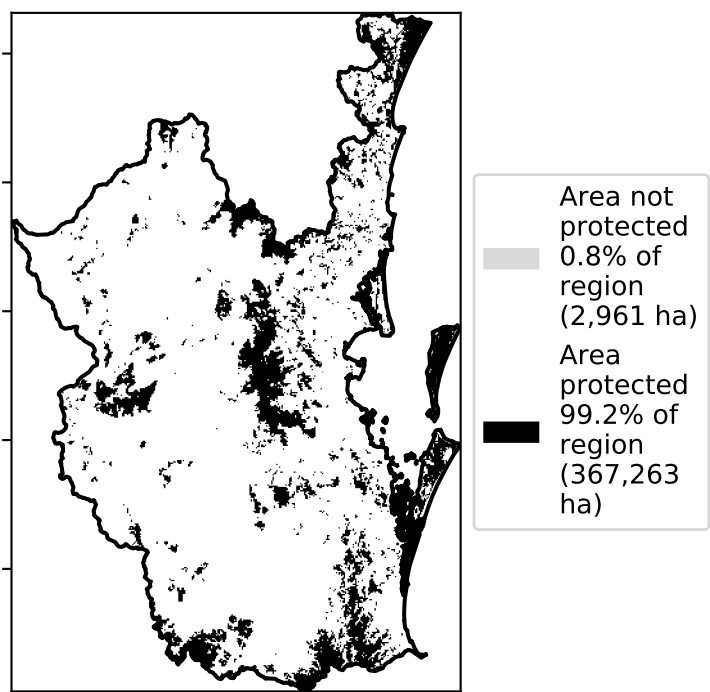 Area not
protected
0.8% of
region
(2,961 ha)
Area
protected
99.2% of
region
(367,263
ha)